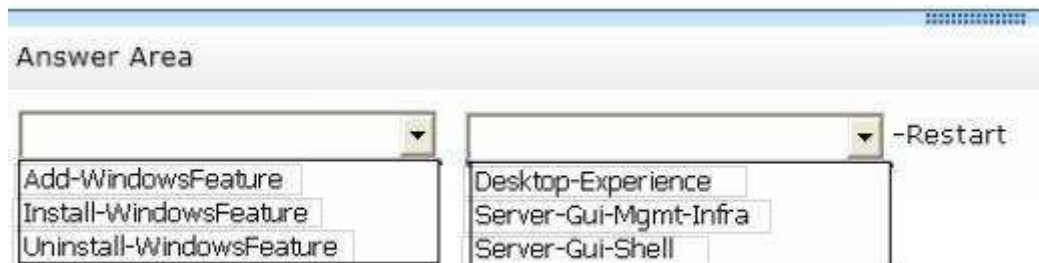 Answer Area
-Restart
Add-WindowsFeature
Install-WindowsFeature
Uninstall-WindowsFeature
Desktop-Experience
Server-Gui-Mgmt-Infra
Server-Gui-Shell